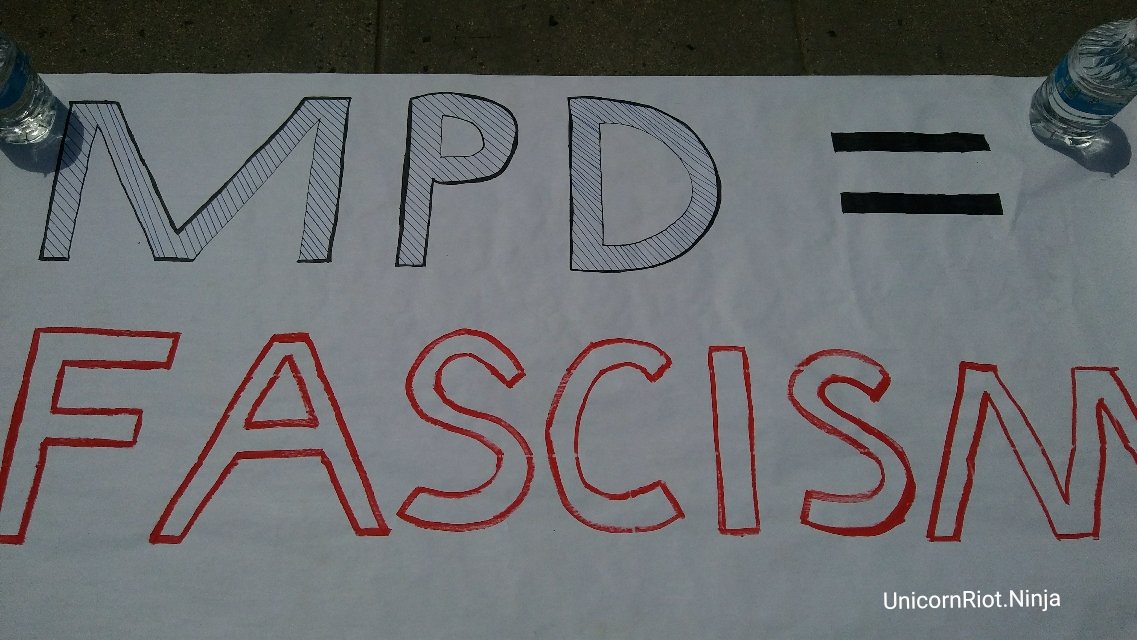 MPD =
FASCISM
UnicornRiot.Ninja